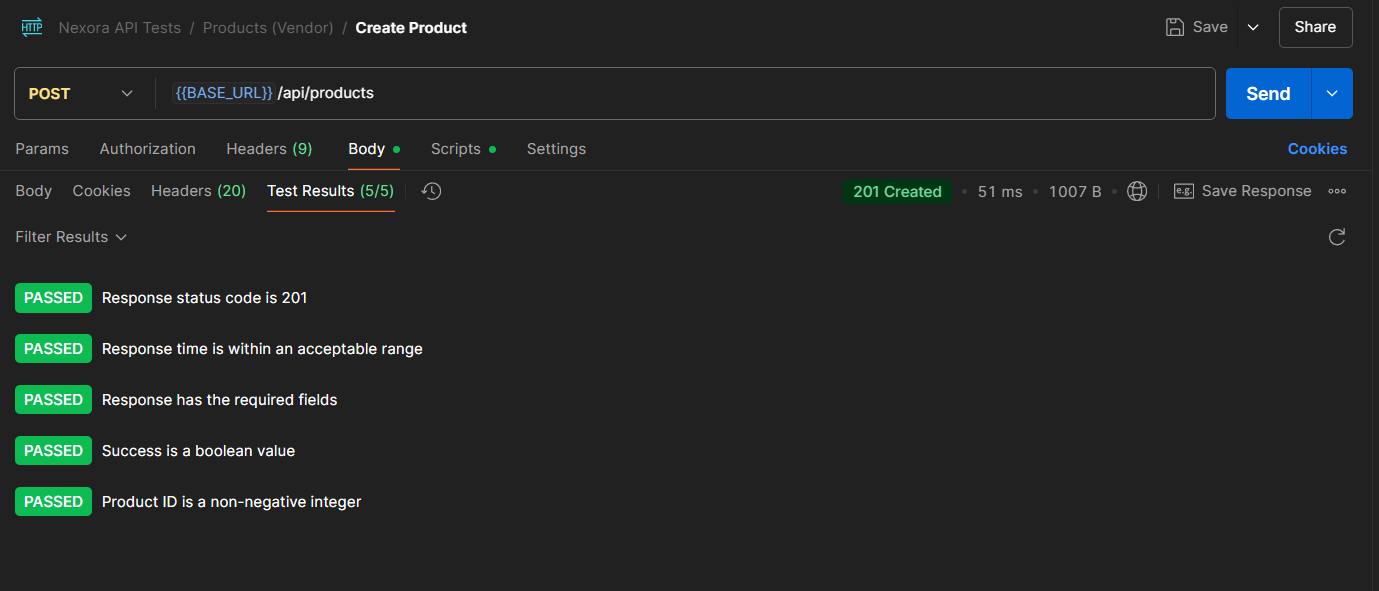 HTTP Nexora API Tests / Products (Vendor) / Create Product Save Share
POST {{BASE_URL}} /api/products Send
Params Authorization Headers (9) Body Scripts Settings Cookies
Body Cookies Headers (20) Test Results (5/5) 201 Created 51 ms 1007 B e.g. Save Response
Filter Results
PASSED Response status code is 201
PASSED Response time is within an acceptable range
PASSED Response has the required fields
PASSED Success is a boolean value
PASSED Product ID is a non-negative integer